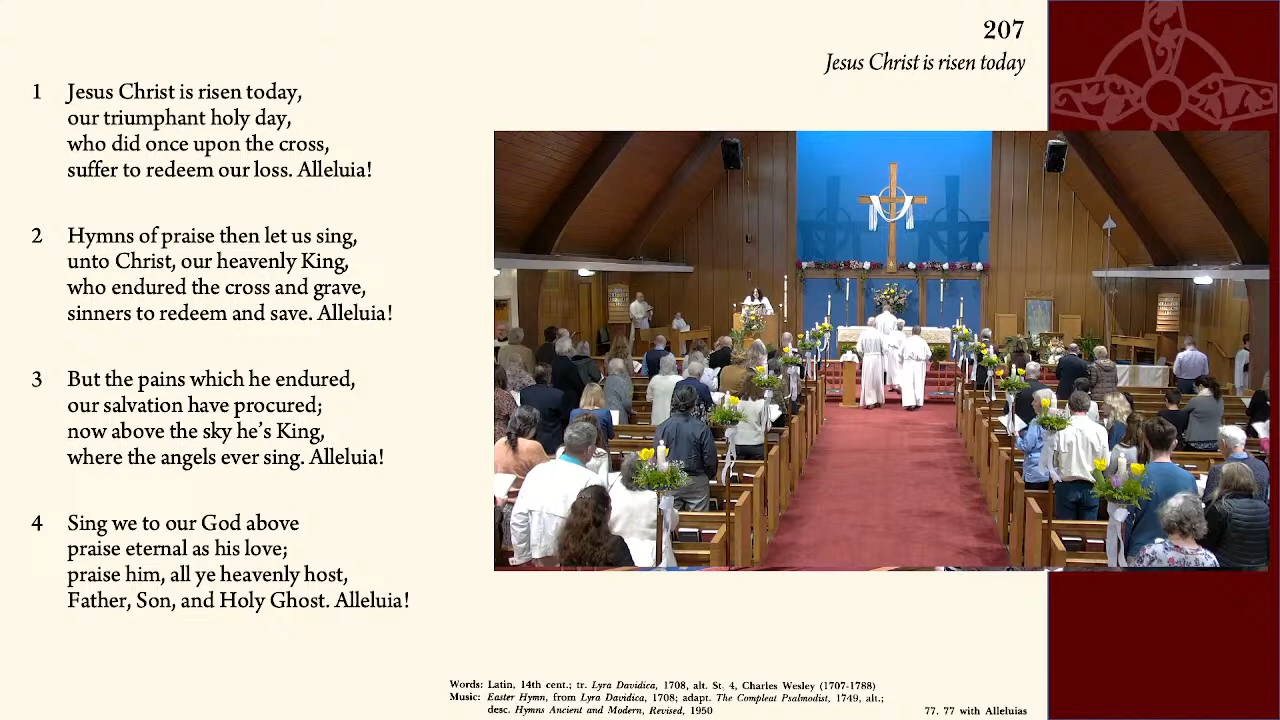 207
Jesus Christ is risen today
1 Jesus Christ is risen today,
our triumphant holy day,
who did once upon the cross,
suffer to redeem our loss. Alleluia!
2 Hymns of praise then let us sing,
unto Christ, our heavenly King,
who endured the cross and grave,
sinners to redeem and save. Alleluia!
3 But the pains which he endured,
our salvation have procured;
now above the sky he's King,
where the angels ever sing. Alleluia!
4 Sing we to our God above
praise eternal as his love;
praise him, all ye heavenly host,
Father, Son, and Holy Ghost. Alleluia!
Words: Latin, 14th cent.; tr. Lyra Davidica, 1708, alt. St. 4, Charles Wesley (1707-1788)
Music: Easter Hymn, from Lyra Davidica, 1708; adapt. The Compleat Psalmodist, 1749, alt.;
desc. Hymns Ancient and Modern, Revised, 1950
77. 77 with Alleluias